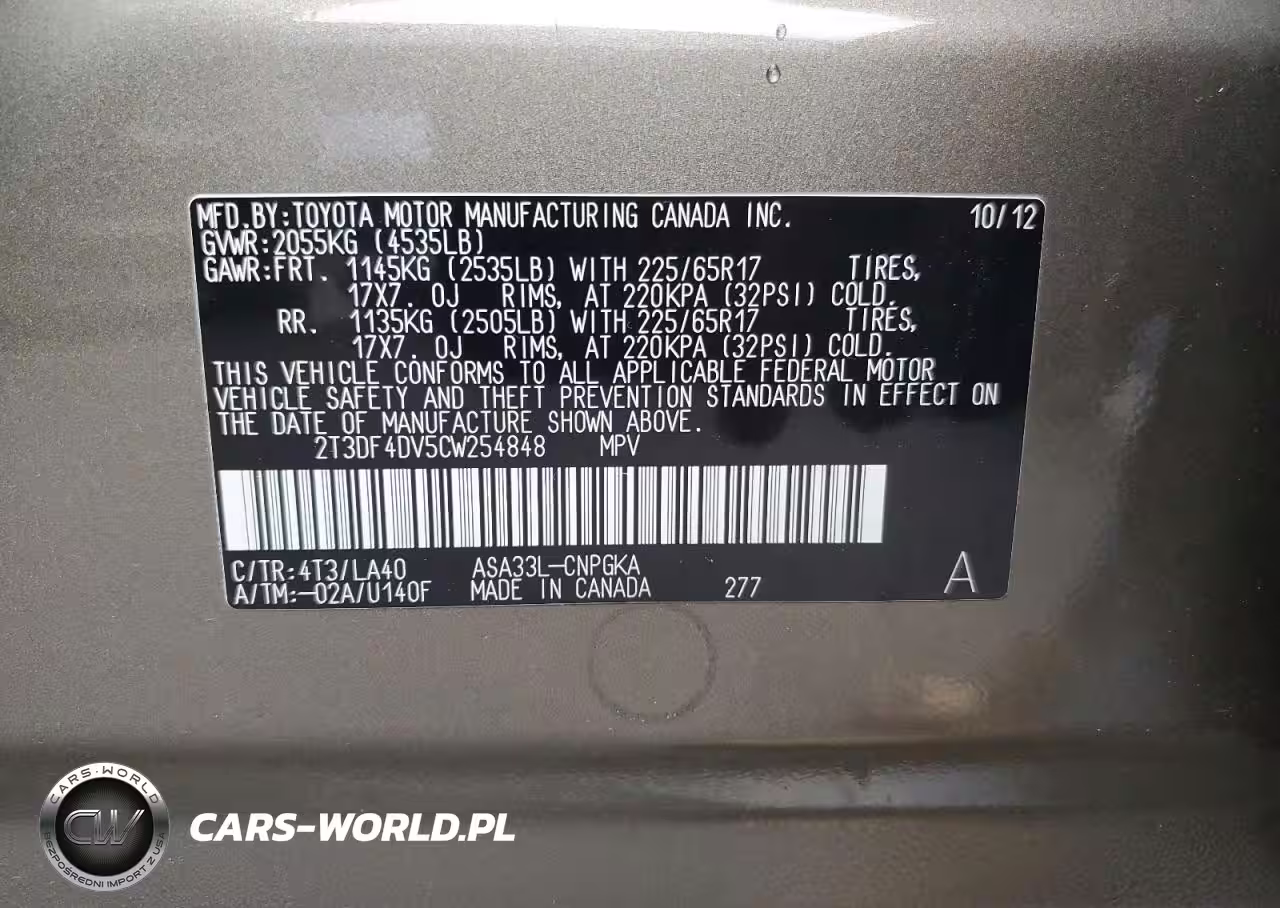 MFD.BY:TOYOTA MOTOR MANUFACTURING CANADA INC. 10/12
GVWR:2055KG (4535LB)
GAWR:FRT. 1145KG (2535LB) WITH 225/65R17 TIRES,
17X7. 0J RIMS, AT 220KPA (32PSI) COLD.
RR. 1135KG (2505LB) WITH 225/65R17 TIRES,
17X7. 0J RIMS, AT 220KPA (32PSI) COLD.
THIS VEHICLE CONFORMS TO ALL APPLICABLE FEDERAL MOTOR
VEHICLE SAFETY AND THEFT PREVENTION STANDARDS IN EFFECT ON
THE DATE OF MANUFACTURE SHOWN ABOVE.
2T3DF4DV5CW254848 MPV
C/TR:4T3/LA40 ASA33L-CNPGKA
A/TM:-02A/U140F MADE IN CANADA 277 A
CARS-WORLD
CW
BEZPOŚREDNI IMPORT Z USA
CARS-WORLD.PL